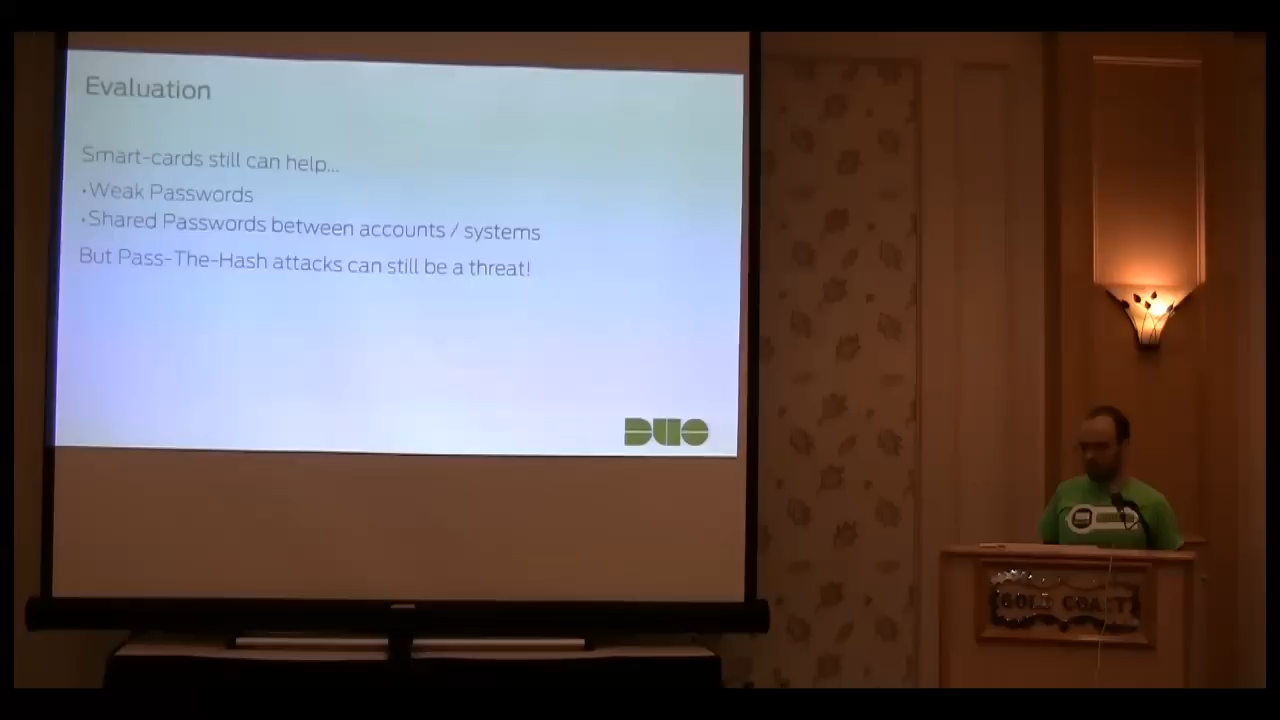 Evaluation
Smart-cards still can help...
•Weak Passwords
•Shared Passwords between accounts / systems
But Pass-The-Hash attacks can still be a threat!
DUO
GOLD COAST